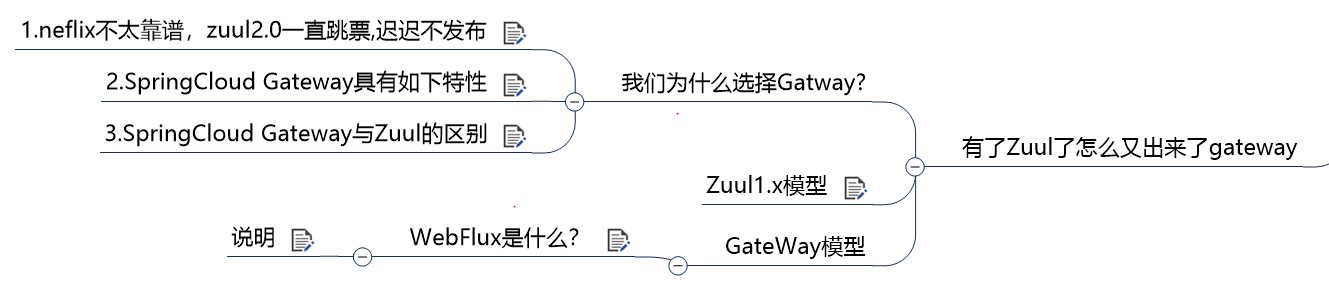 1.neflix不太靠谱，zuul2.0一直跳票,迟迟不发布
2.SpringCloud Gateway具有如下特性
3.SpringCloud Gateway与Zuul的区别
我们为什么选择Gatway？
有了Zuul了怎么又出来了gateway
Zuul1.x模型
说明
WebFlux是什么？
GateWay模型